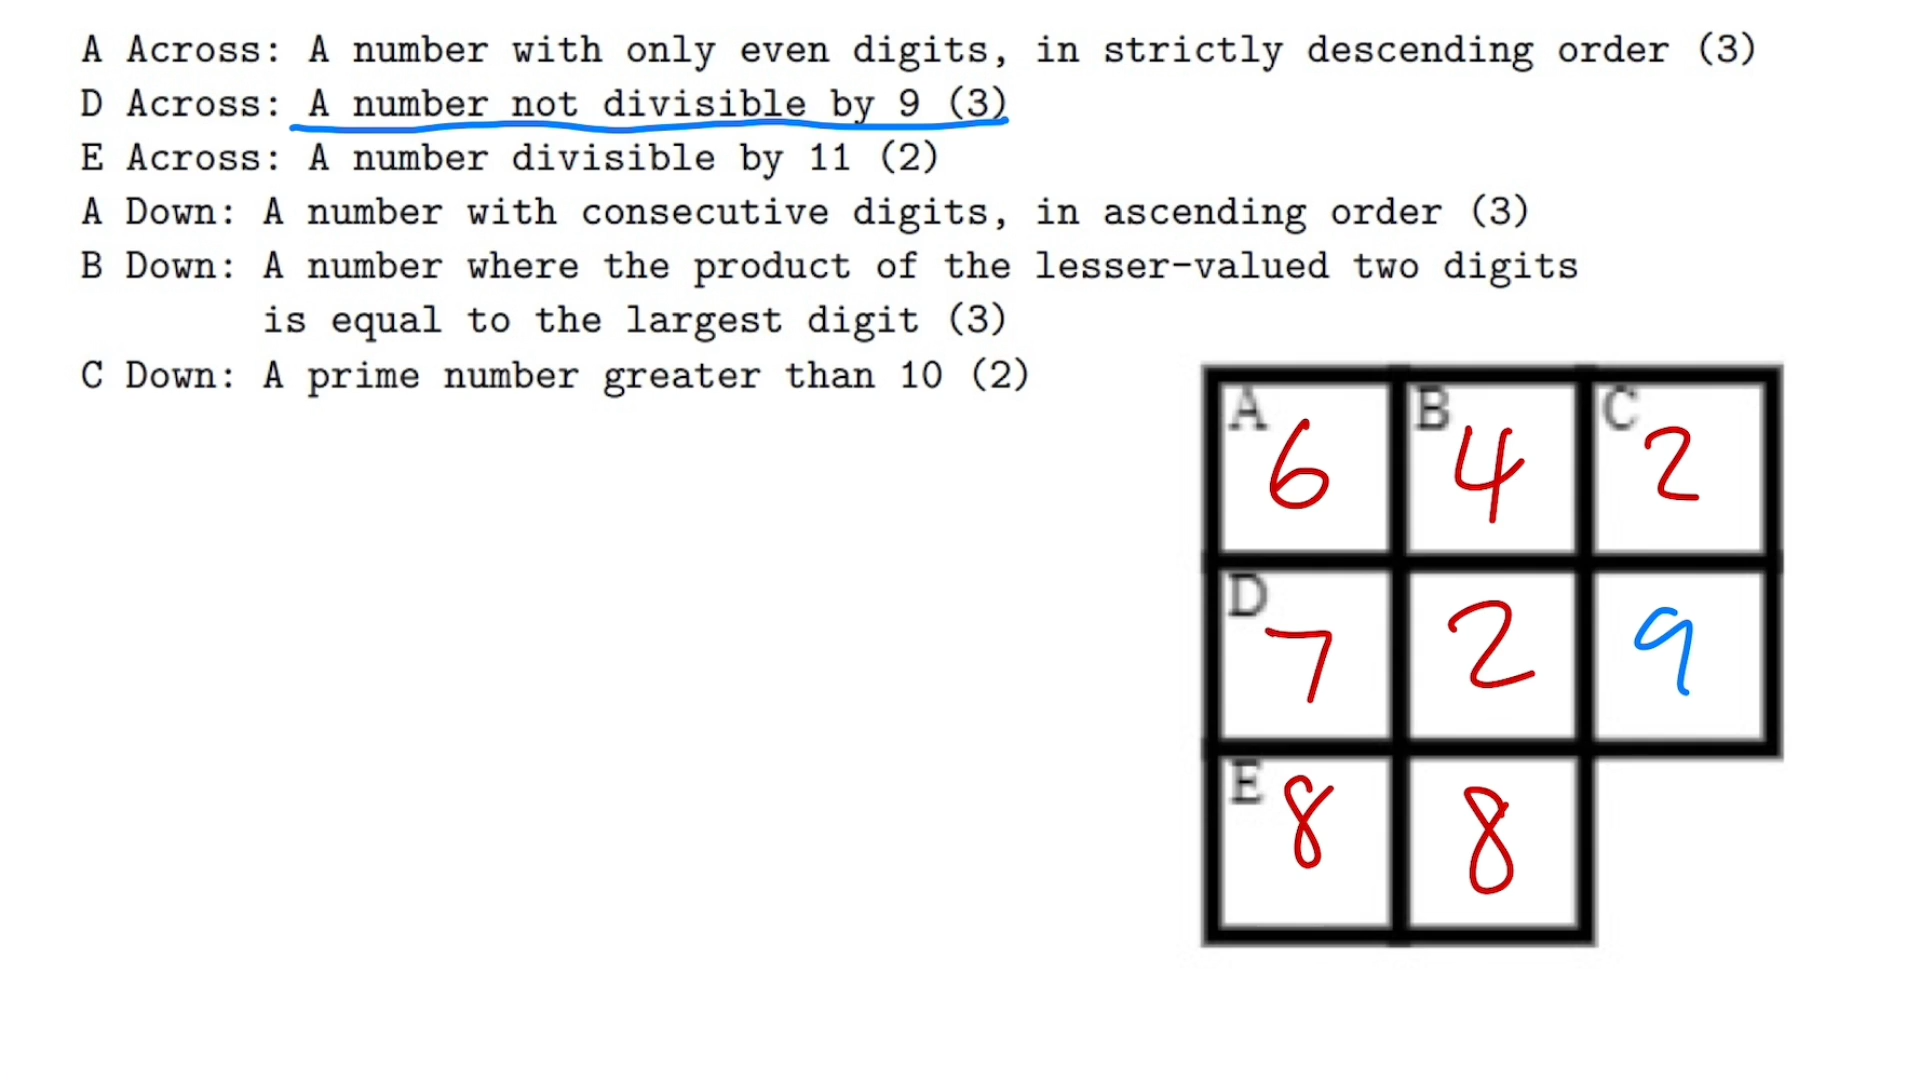 A Across: A number with only even digits, in strictly descending order (3)
D Across: A number not divisible by 9 (3)
E Across: A number divisible by 11 (2)
A Down: A number with consecutive digits, in ascending order (3)
B Down: A number where the product of the lesser-valued two digits
is equal to the largest digit (3)
C Down: A prime number greater than 10 (2)
A B C
6 4 2
D
7 2 9
E
8 8